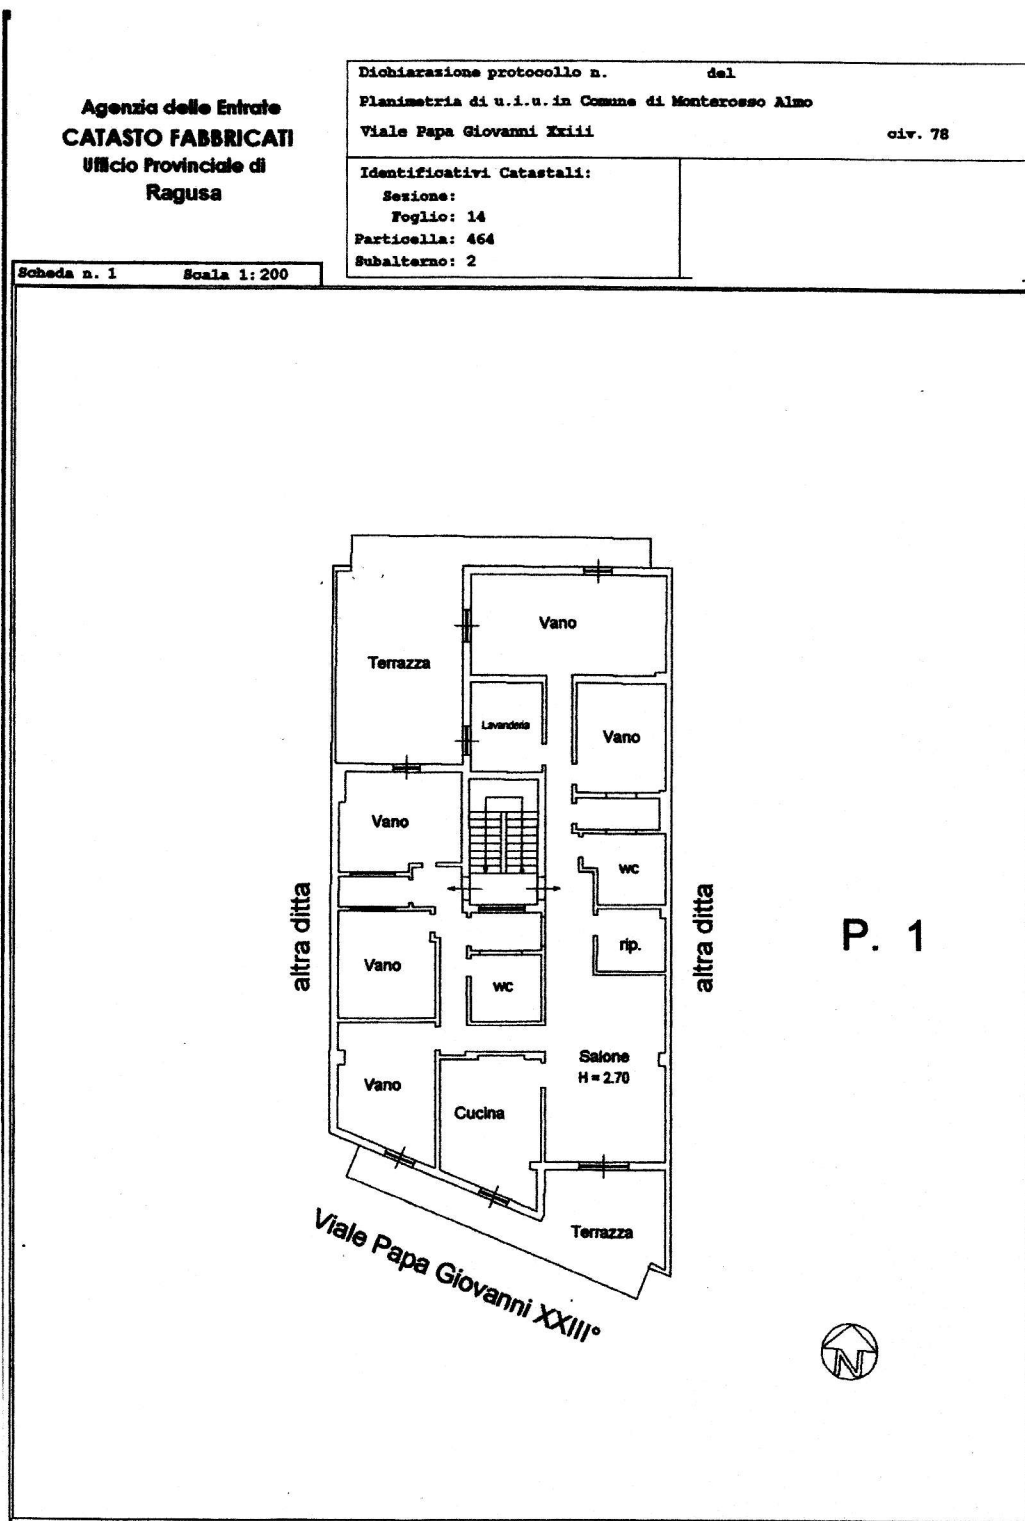 Agenzia delle Entrate
CATASTO FABBRICATI
Ufficio Provinciale di
Ragusa
Dichiarazione protocollo n. del
Planimetria di u.i.u. in Comune di Monterosso Almo
Viale Papa Giovanni Xxiii civ. 78
Identificativi Catastali:
Sezione:
Foglio: 14
Particella: 464
Subalterno: 2
Scheda n. 1 Scala 1:200
Vano
Terrazza
Lavanderia
Vano
Vano
wc
altra ditta
altra ditta
P. 1
rip.
Vano
wc
Salone
H = 2.70
Vano
Cucina
Terrazza
Viale Papa Giovanni XXIII°
N